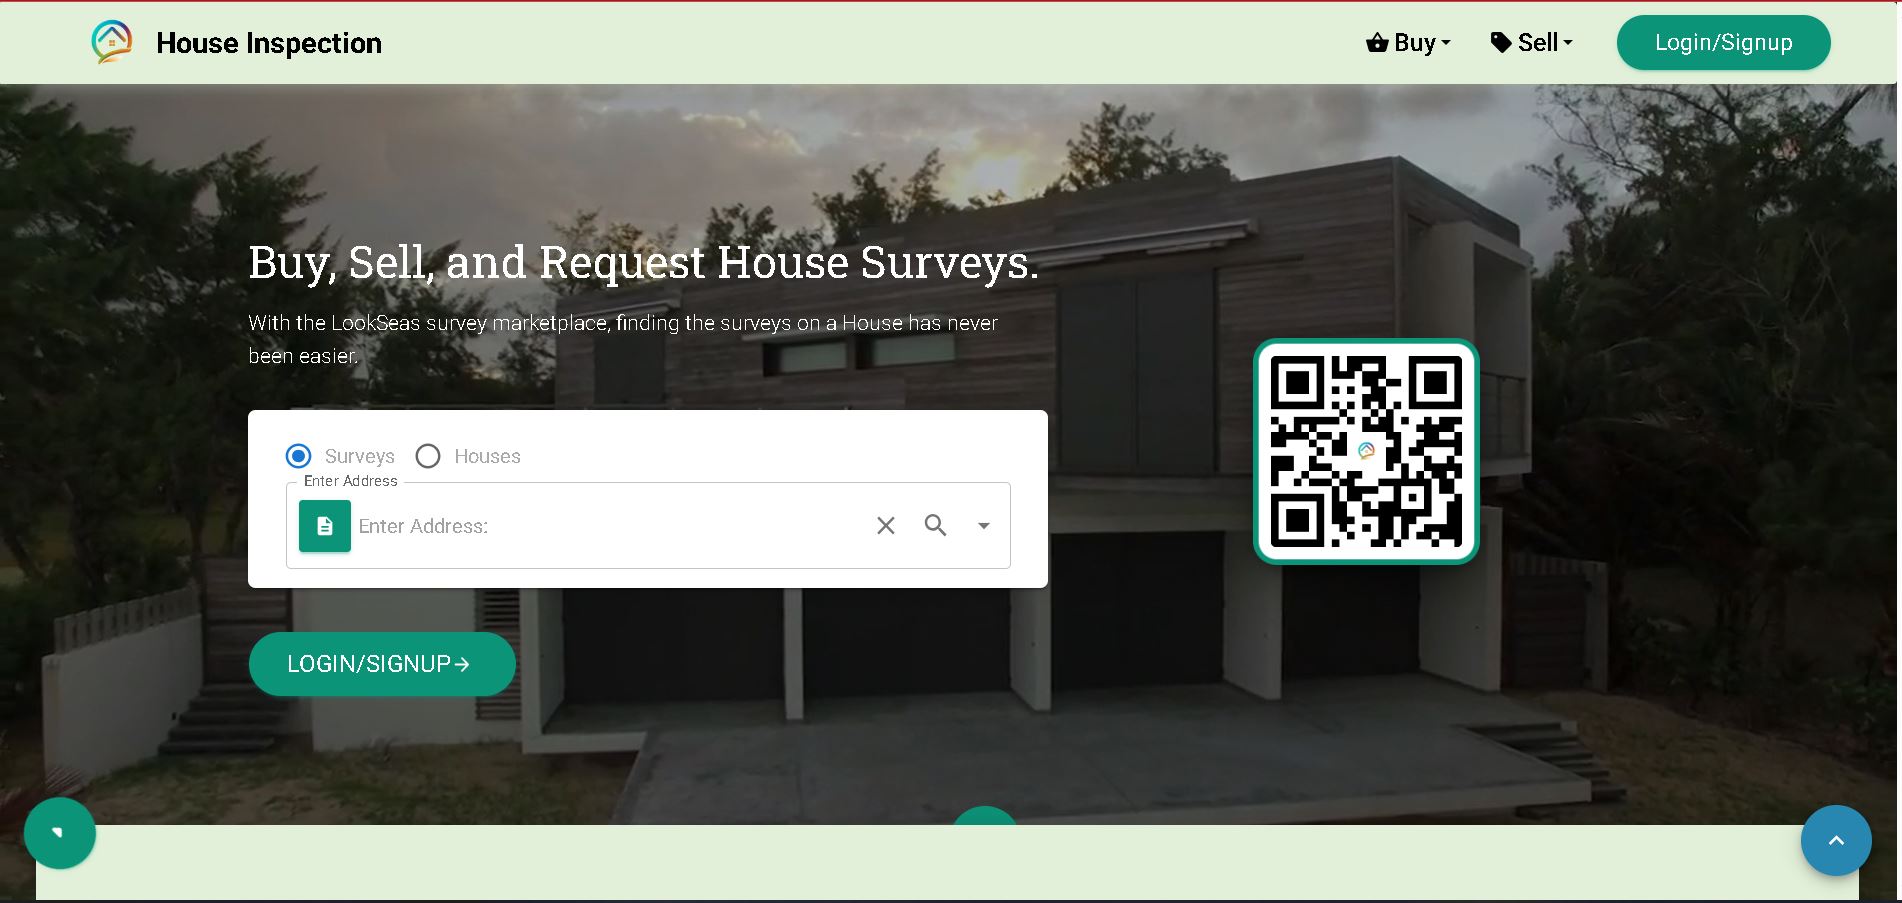 House Inspection
Buy
Sell
Login/Signup
Buy, Sell, and Request House Surveys.
With the LookSeas survey marketplace, finding the surveys on a House has never
been easier.
Surveys
Houses
Enter Address
Enter Address:
LOGIN/SIGNUP